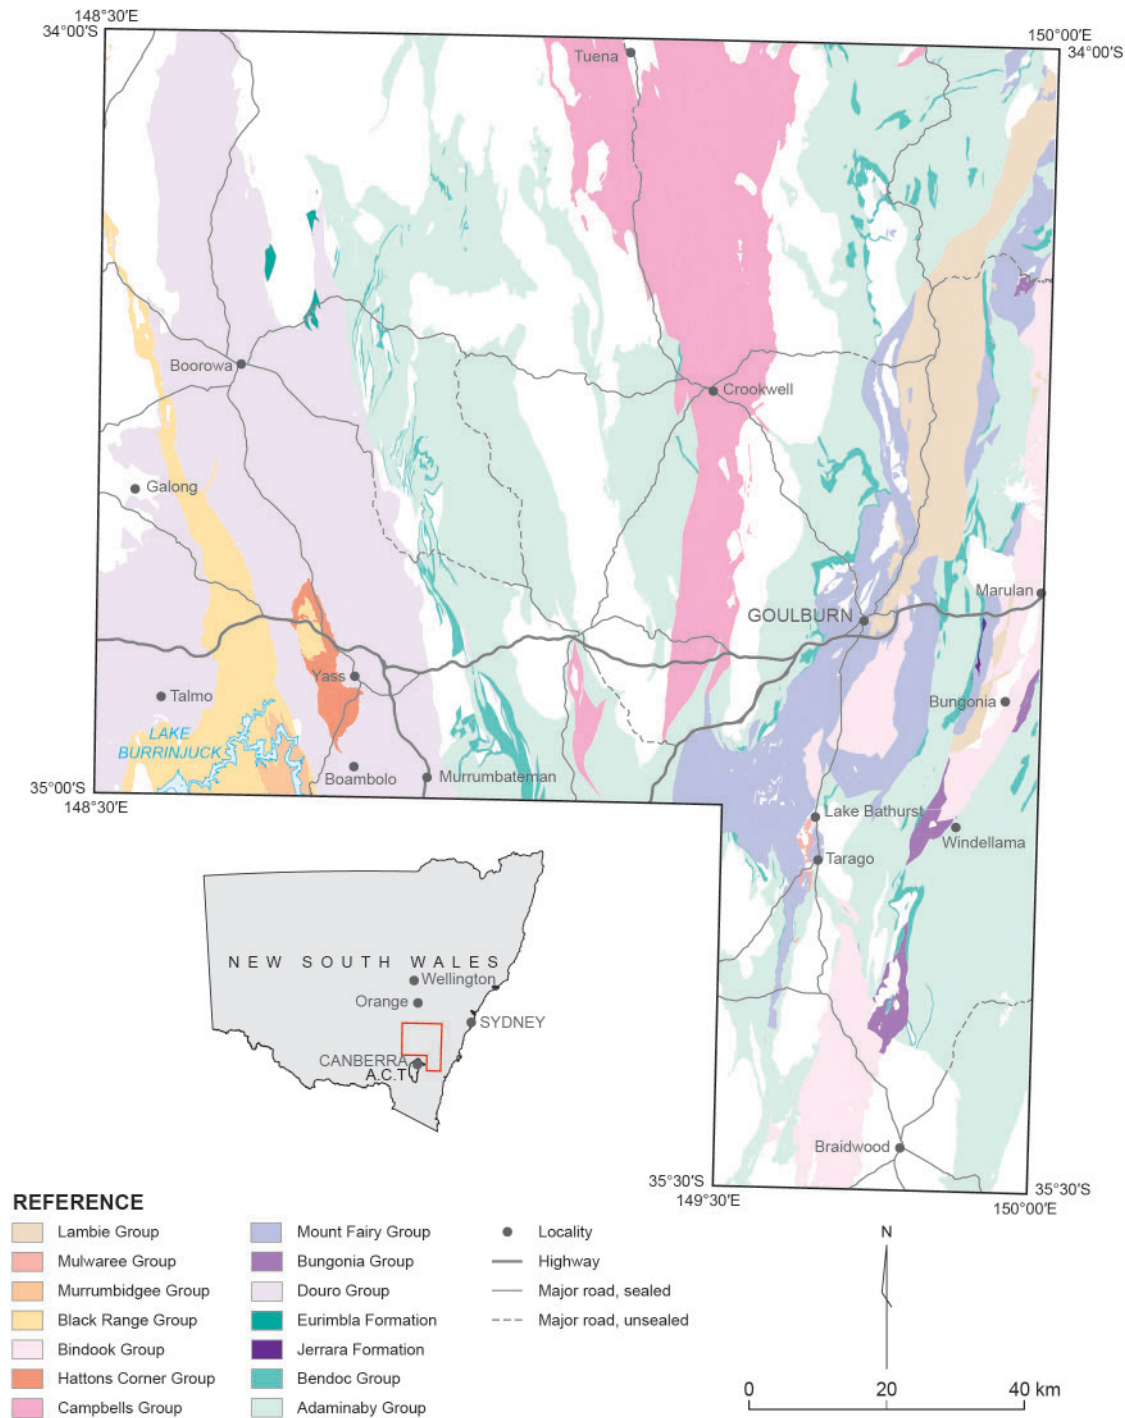 148°30'E
34°00'S
150°00'E
34°00'S
Tuena
Boorowa
Crookwell
Galong
Marulan
GOULBURN
Yass
Talmo
Bungonia
LAKE
BURRINJUCK
Boambolo
Murrumbateman
35°00'S
148°30'E
Lake Bathurst
Windellama
Tarago
NEW SOUTH WALES
Wellington
Orange
SYDNEY
CANBERRA
A.C.T
Braidwood
35°30'S
149°30'E
35°30'S
150°00'E
REFERENCE
Lambie Group
Mulwaree Group
Murrumbidgee Group
Black Range Group
Bindook Group
Hattons Corner Group
Campbells Group
Mount Fairy Group
Bungonia Group
Douro Group
Eurimbla Formation
Jerrara Formation
Bendoc Group
Adaminaby Group
Locality
Highway
Major road, sealed
Major road, unsealed
N
0 20 40 km